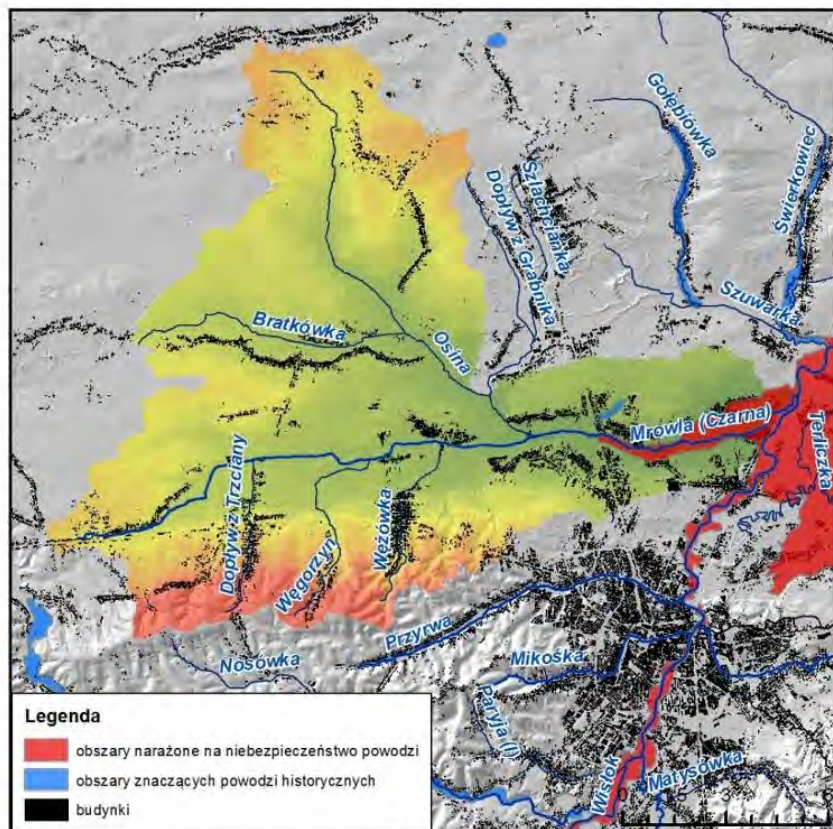 Gołębiówka
Świerkowiec
Szlachcianka
Dopływ z Grabnika
Szuwarka
Bratkówka
Osina
Mrowla (Czarna)
Terliczka
Dopływ z Trzciany
Węgorzyn
Wężówka
Przyrwa
Nosówka
Mikośka
Paryja (I)
Wisłok
Matysówka
0
Legenda
obszary narażone na niebezpieczeństwo powodzi
obszary znaczących powodzi historycznych
budynki